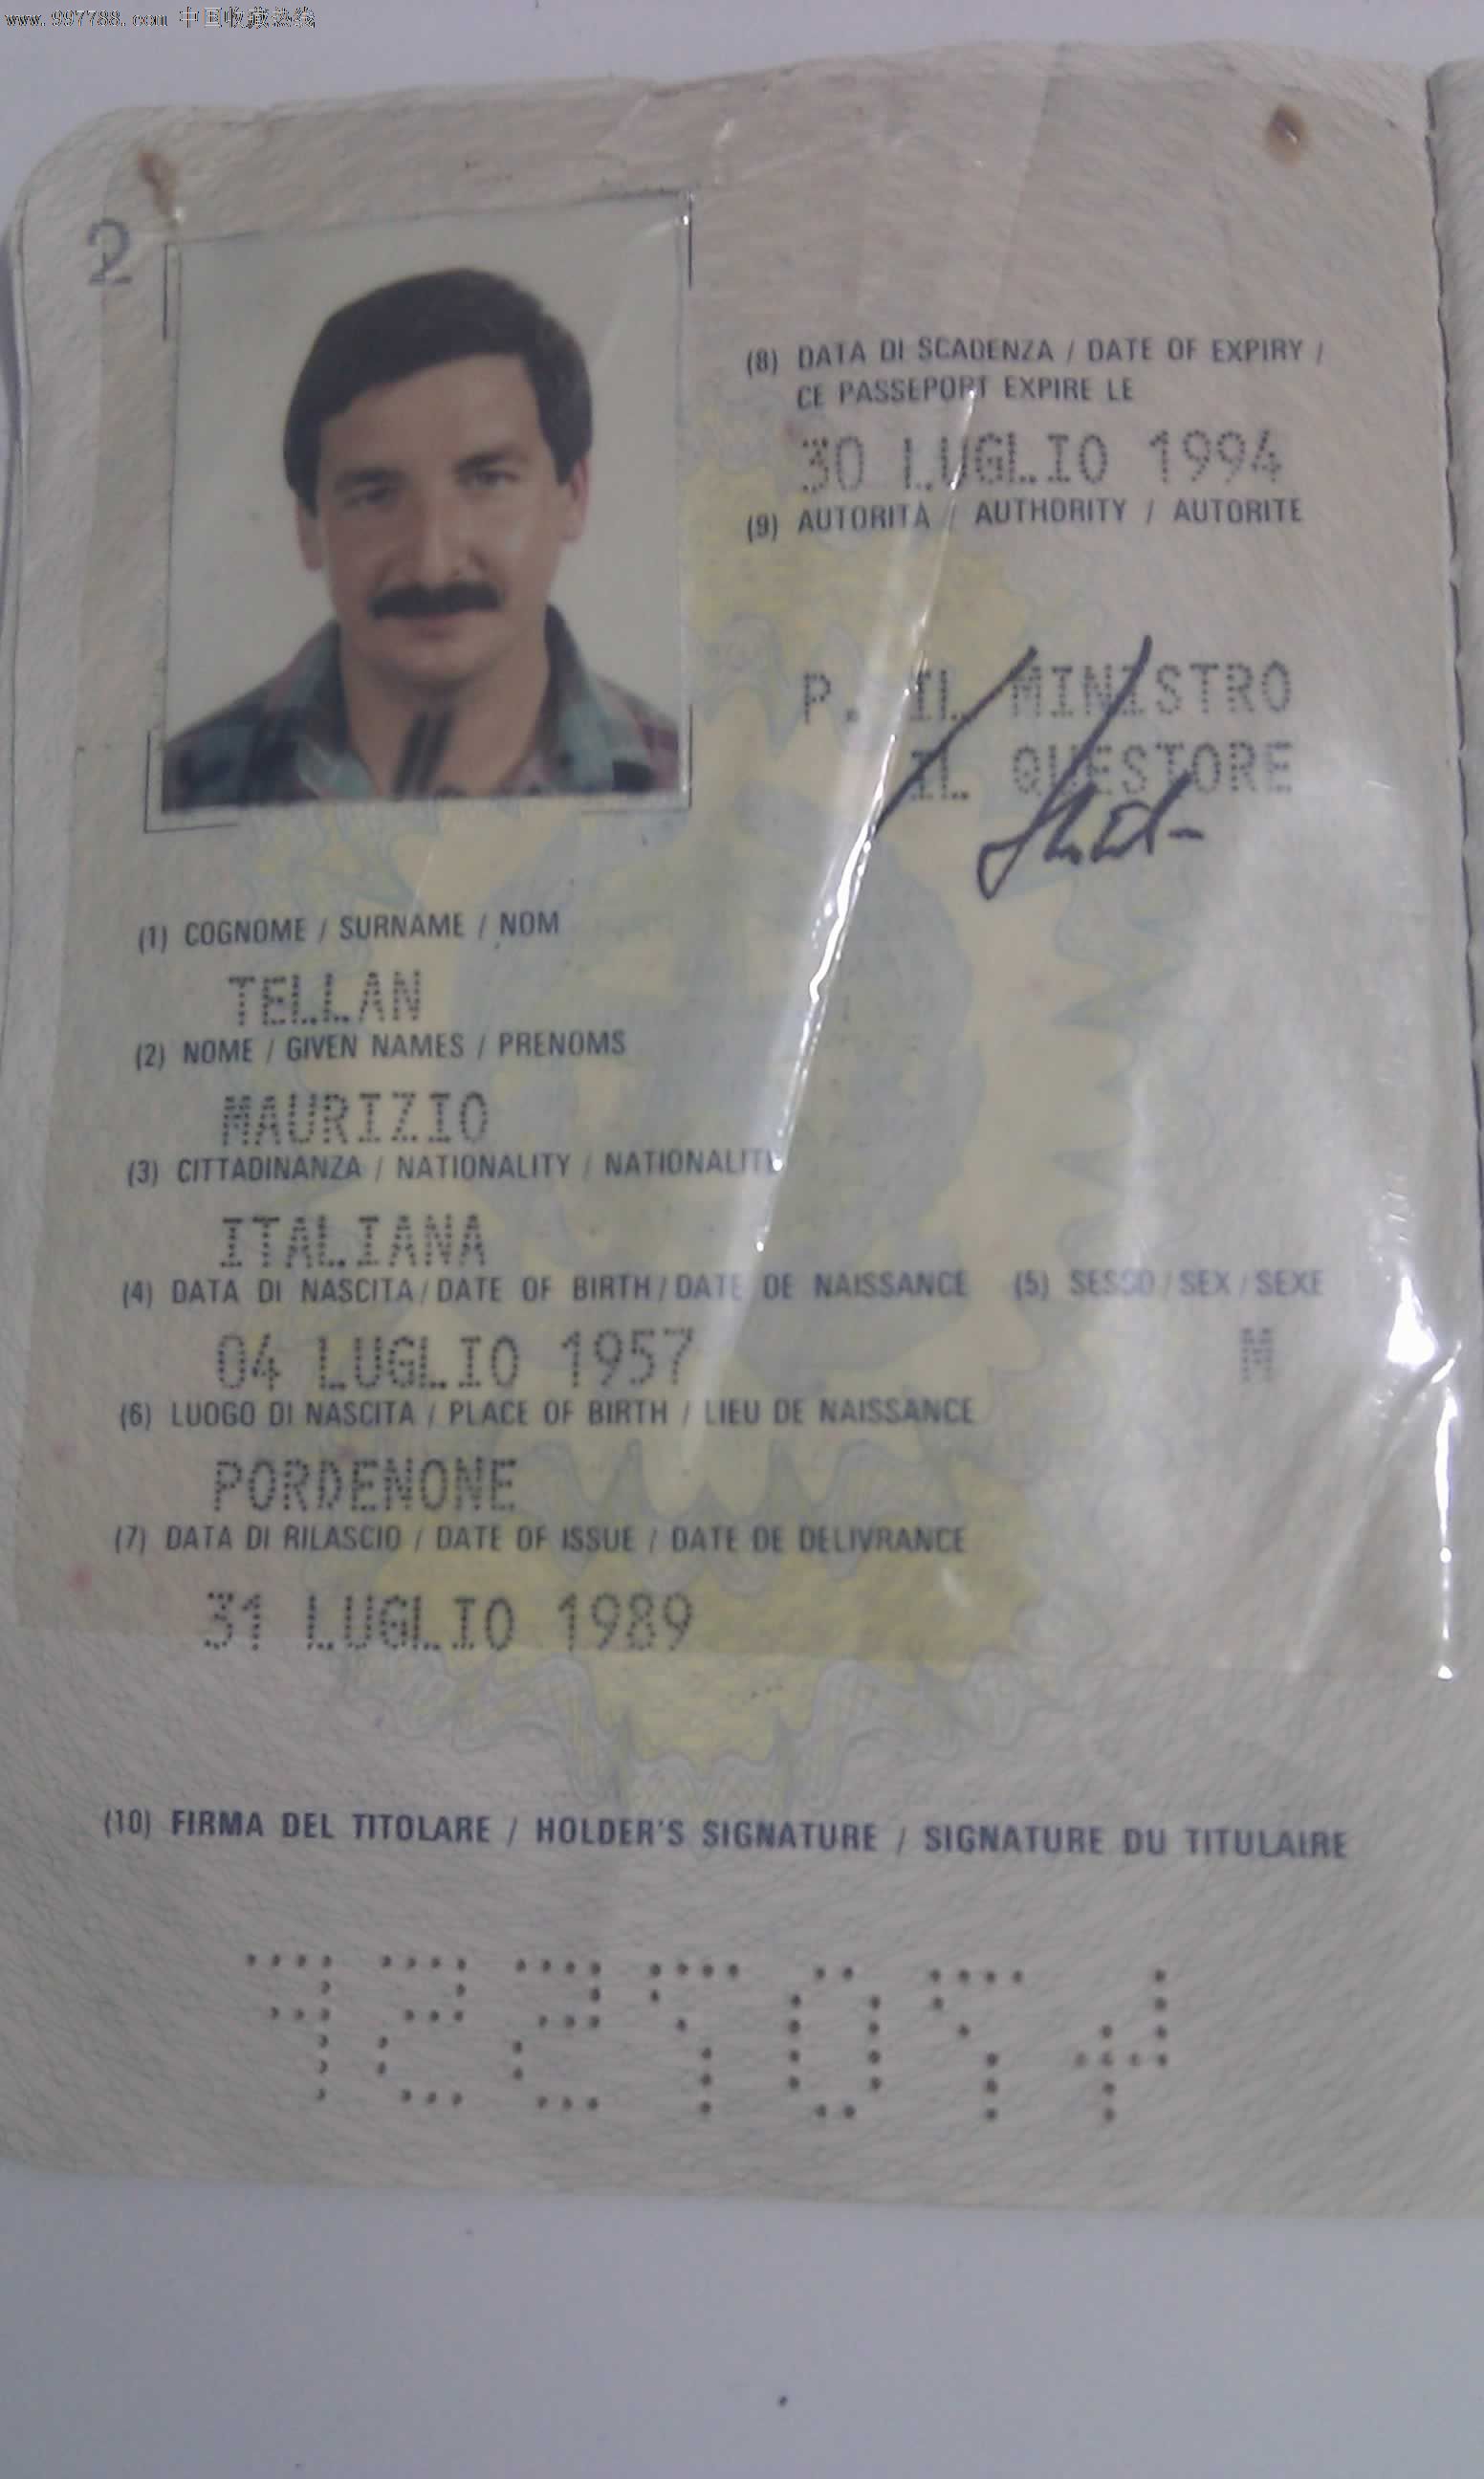 www.997788.com 中国收藏热线
2
(8) DATA DI SCADENZA / DATE OF EXPIRY /
CE PASSEPORT EXPIRE LE
30 LUGLIO 1994
(9) AUTORITÀ / AUTHORITY / AUTORITE
P. IL MINISTRO
IL QUESTORE
(1) COGNOME / SURNAME / NOM
TELLAN
(2) NOME / GIVEN NAMES / PRENOMS
MAURIZIO
(3) CITTADINANZA / NATIONALITY / NATIONALITE
ITALIANA
(4) DATA DI NASCITA / DATE OF BIRTH / DATE DE NAISSANCE (5) SESSO / SEX / SEXE
04 LUGLIO 1957 M
(6) LUOGO DI NASCITA / PLACE OF BIRTH / LIEU DE NAISSANCE
PORDENONE
(7) DATA DI RILASCIO / DATE OF ISSUE / DATE DE DELIVRANCE
31 LUGLIO 1989
(10) FIRMA DEL TITOLARE / HOLDER'S SIGNATURE / SIGNATURE DU TITULAIRE